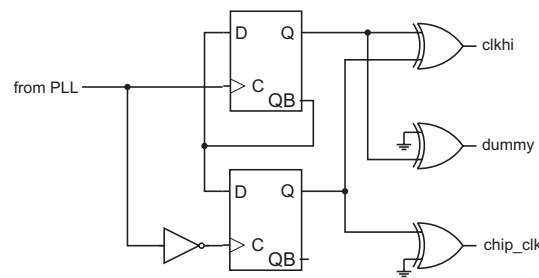 D Q clkhi
from PLL C
QB
dummy
D Q
C chip_clk
QB